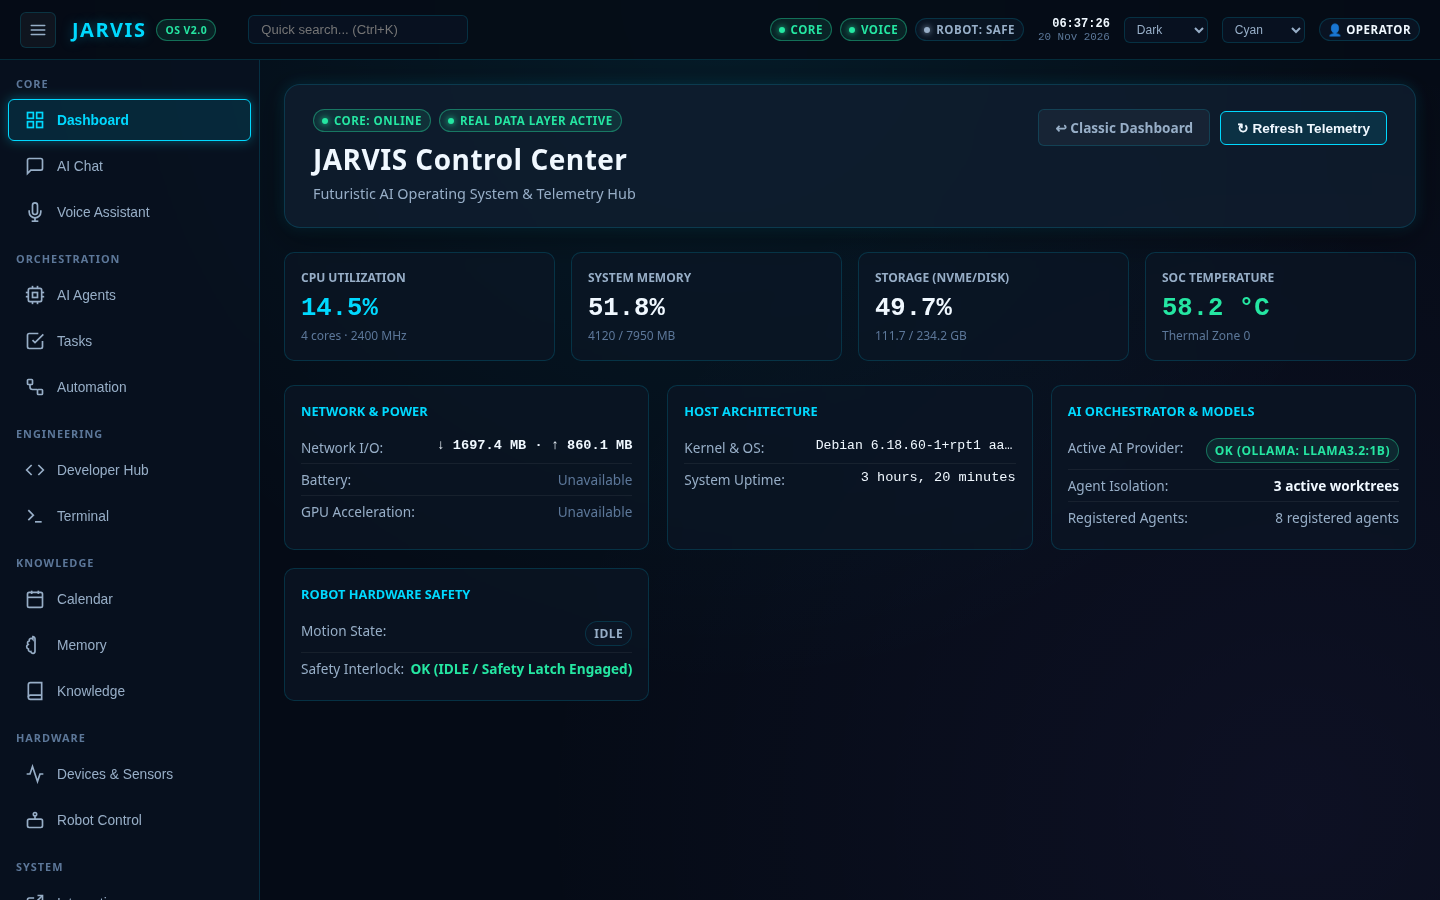 JARVIS
OS V2.0
Quick search... (Ctrl+K)
CORE
VOICE
ROBOT: SAFE
06:37:26
20 Nov 2026
Dark
Cyan
OPERATOR
CORE
Dashboard
AI Chat
Voice Assistant
ORCHESTRATION
AI Agents
Tasks
Automation
ENGINEERING
Developer Hub
Terminal
KNOWLEDGE
Calendar
Memory
Knowledge
HARDWARE
Devices & Sensors
Robot Control
SYSTEM
CORE: ONLINE
REAL DATA LAYER ACTIVE
JARVIS Control Center
Futuristic AI Operating System & Telemetry Hub
↩ Classic Dashboard
↻ Refresh Telemetry
CPU UTILIZATION
14.5%
4 cores · 2400 MHz
SYSTEM MEMORY
51.8%
4120 / 7950 MB
STORAGE (NVME/DISK)
49.7%
111.7 / 234.2 GB
SOC TEMPERATURE
58.2 °C
Thermal Zone 0
NETWORK & POWER
Network I/O: ↓ 1697.4 MB · ↑ 860.1 MB
Battery: Unavailable
GPU Acceleration: Unavailable
HOST ARCHITECTURE
Kernel & OS: Debian 6.18.60-1+rpt1 aa…
System Uptime: 3 hours, 20 minutes
AI ORCHESTRATOR & MODELS
Active AI Provider: OK (OLLAMA: LLAMA3.2:1B)
Agent Isolation: 3 active worktrees
Registered Agents: 8 registered agents
ROBOT HARDWARE SAFETY
Motion State: IDLE
Safety Interlock: OK (IDLE / Safety Latch Engaged)